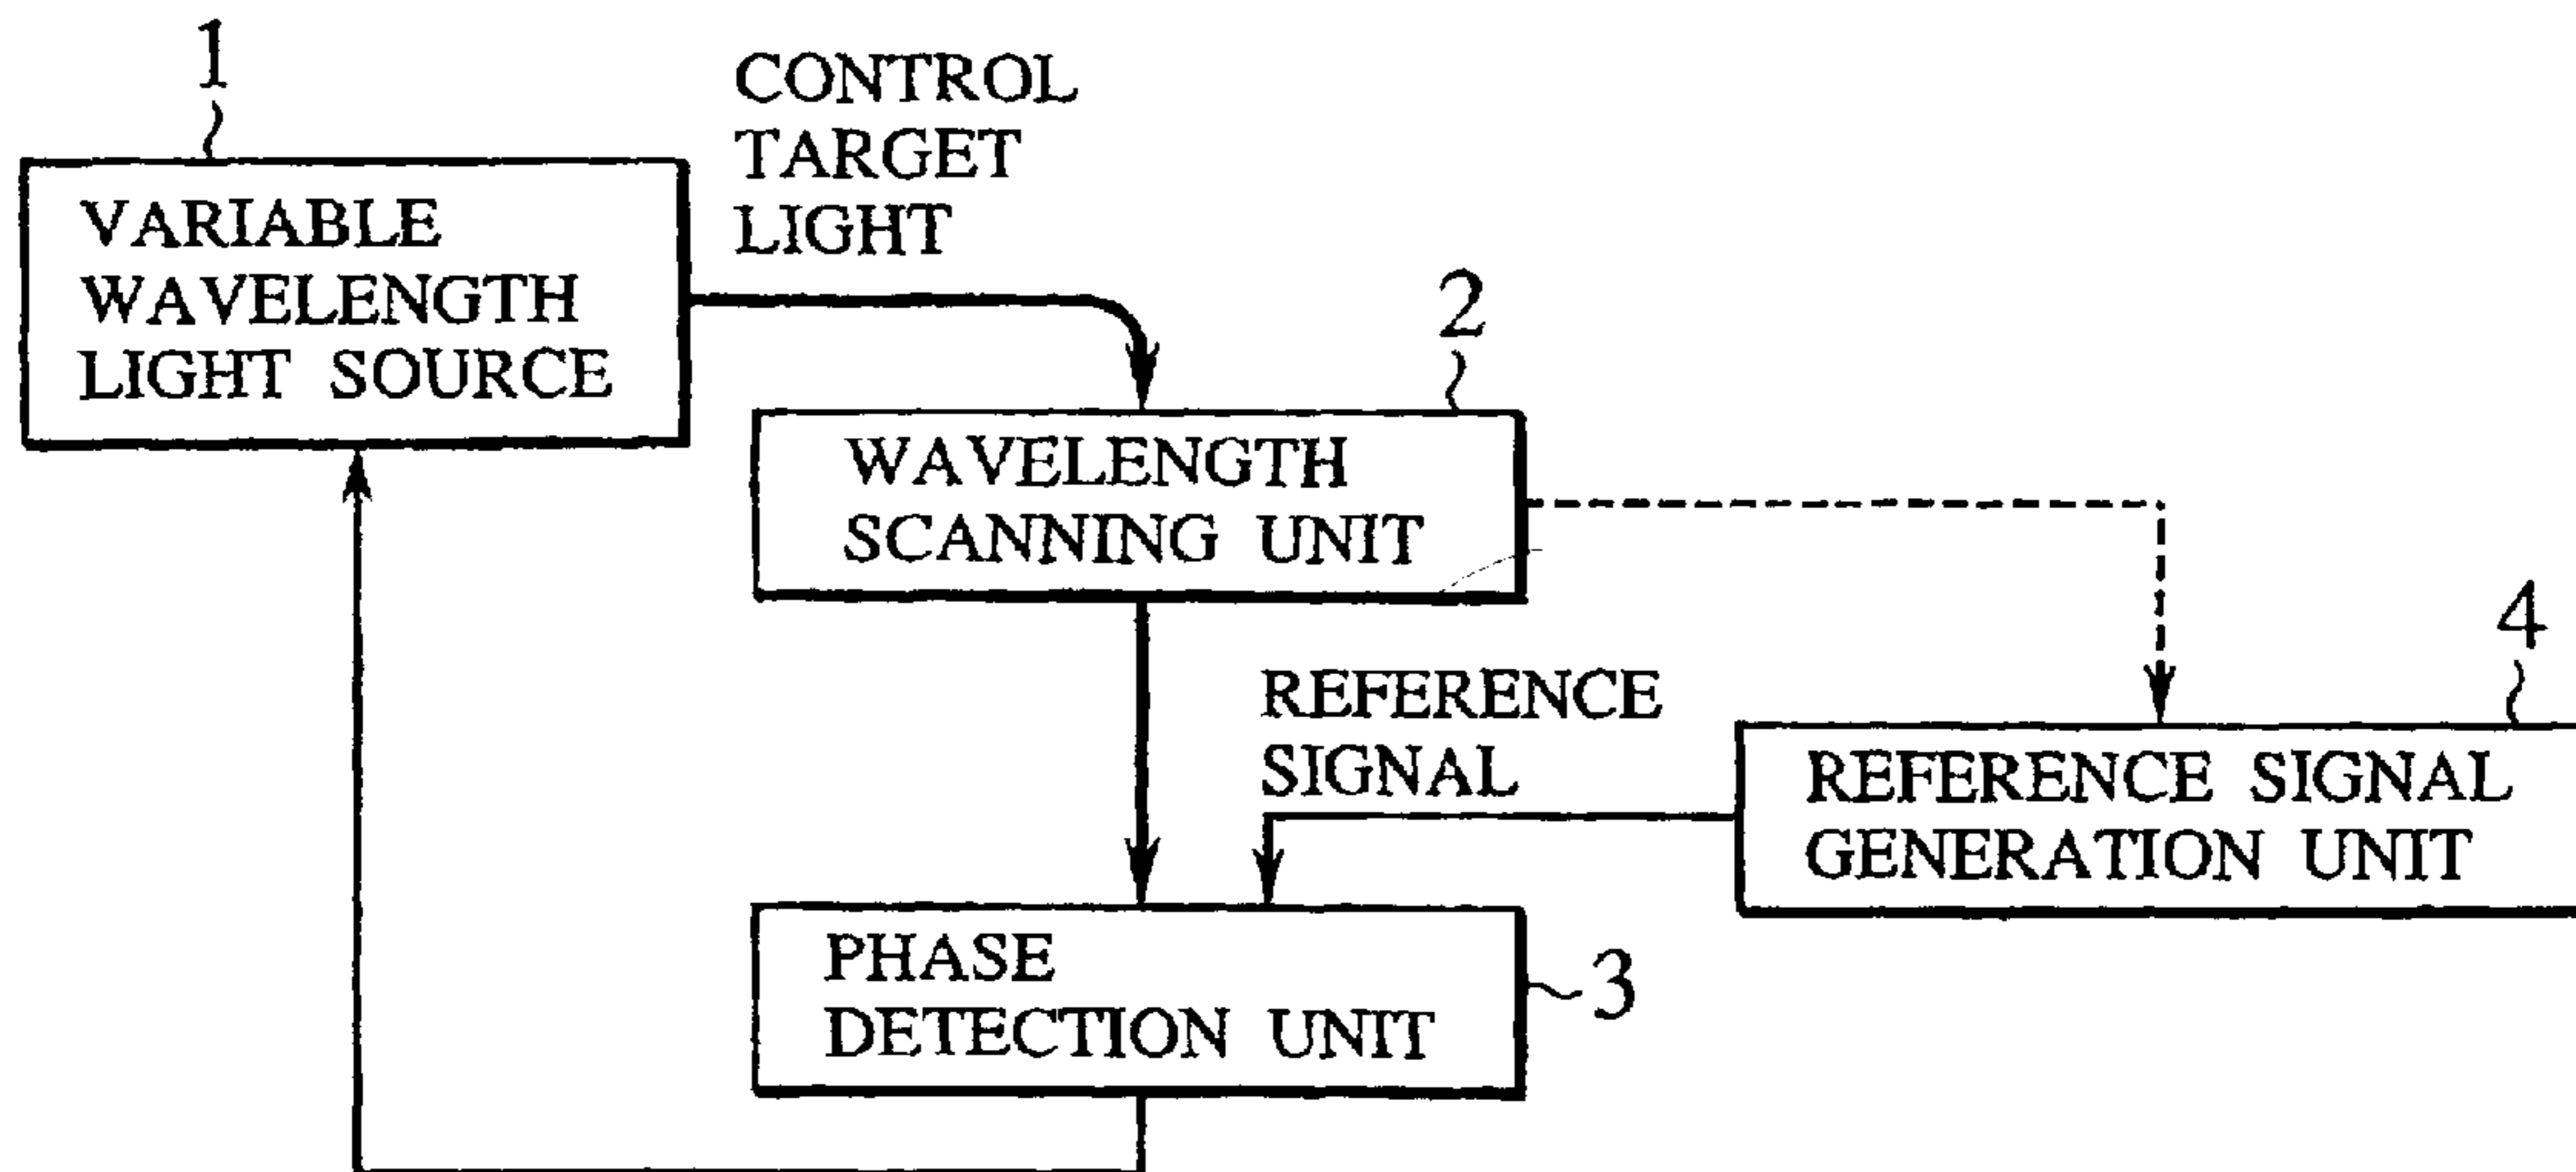 1
CONTROL
TARGET
LIGHT
VARIABLE
WAVELENGTH
LIGHT SOURCE
2
WAVELENGTH
SCANNING UNIT
4
REFERENCE
SIGNAL
REFERENCE SIGNAL
GENERATION UNIT
PHASE
DETECTION UNIT
3